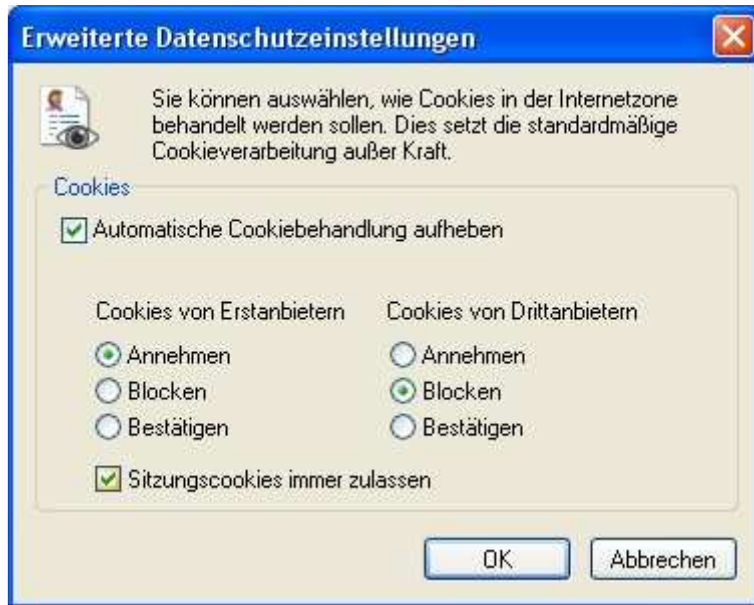 Erweiterte Datenschutzeinstellungen
Sie können auswählen, wie Cookies in der Internetzone
behandelt werden sollen. Dies setzt die standardmäßige
Cookieverarbeitung außer Kraft.
Cookies
Automatische Cookiebehandlung aufheben
Cookies von Erstanbietern
Cookies von Drittanbietern
Annehmen
Annehmen
Blocken
Blocken
Bestätigen
Bestätigen
Sitzungscookies immer zulassen
OK
Abbrechen